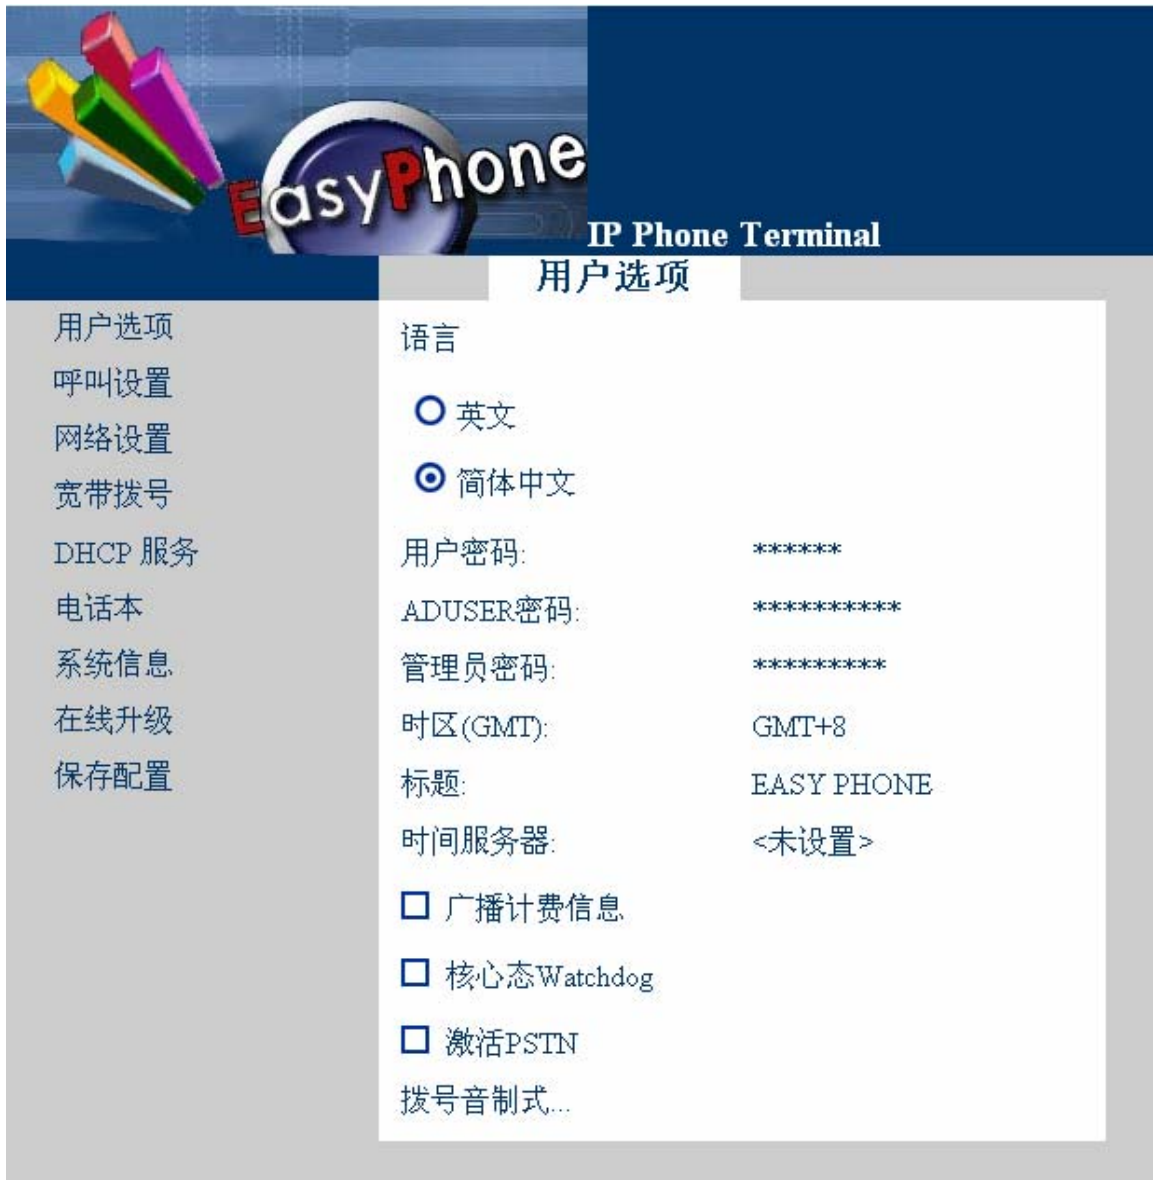 EasyPhone
IP Phone Terminal
用户选项
用户选项
呼叫设置
网络设置
宽带拨号
DHCP 服务
电话本
系统信息
在线升级
保存配置
语言
英文
简体中文
用户密码: ******
ADUSER密码: **********
管理员密码: *********
时区(GMT): GMT+8
标题: EASY PHONE
时间服务器: <未设置>
广播计费信息
核心态Watchdog
激活PSTN
拨号音制式...